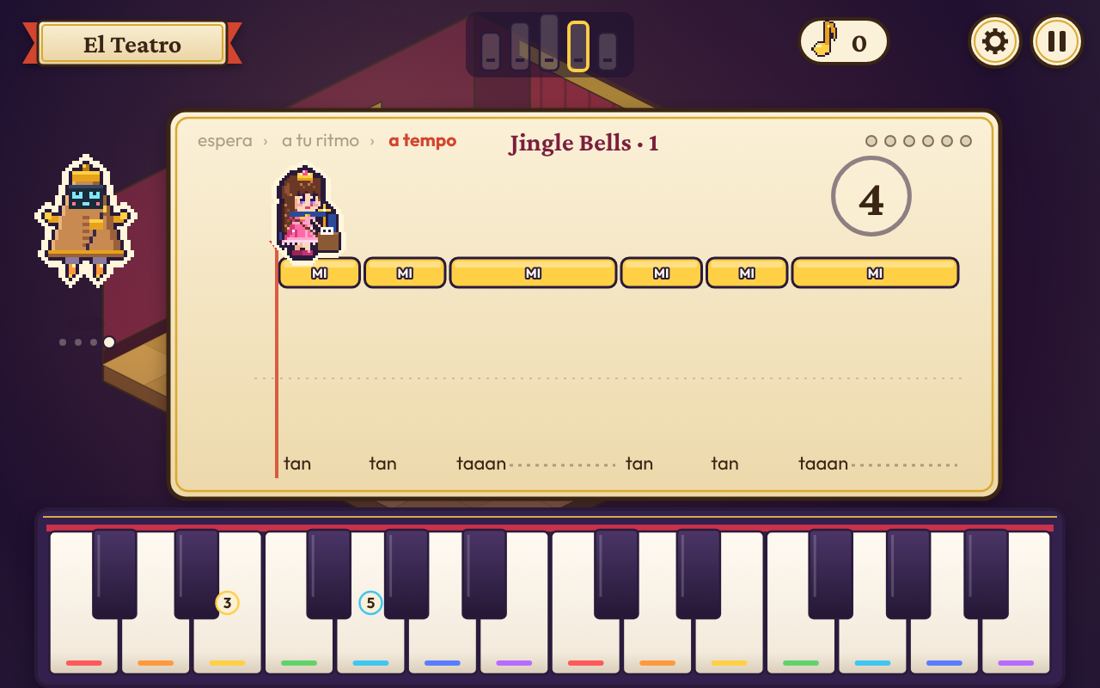 El Teatro
0
espera › a tu ritmo › a tempo
Jingle Bells • 1
4
MI MI MI MI MI MI
tan tan taaan tan tan taaan
3 5